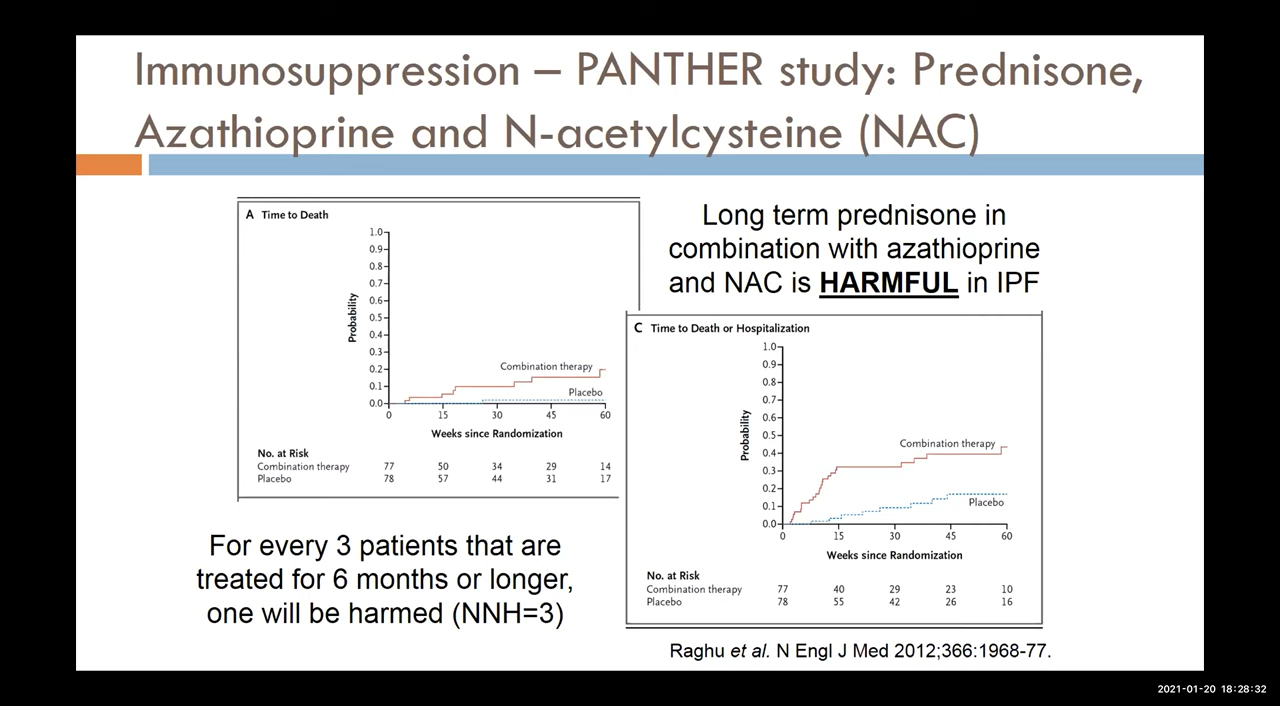 Immunosuppression – PANTHER study: Prednisone,
Azathioprine and N-acetylcysteine (NAC)
A Time to Death
1.0
0.9
0.8
0.7
0.6
0.5
0.4
0.3
0.2
0.1
0.0
Probability
Combination therapy
Placebo
0 15 30 45 60
Weeks since Randomization
No. at Risk
Combination therapy 77 50 34 29 14
Placebo 78 57 44 31 17
Long term prednisone in
combination with azathioprine
and NAC is HARMFUL in IPF
C Time to Death or Hospitalization
1.0
0.9
0.8
0.7
0.6
0.5
0.4
0.3
0.2
0.1
0.0
Probability
Combination therapy
Placebo
0 15 30 45 60
Weeks since Randomization
No. at Risk
Combination therapy 77 40 29 23 10
Placebo 78 55 42 26 16
For every 3 patients that are
treated for 6 months or longer,
one will be harmed (NNH=3)
Raghu et al. N Engl J Med 2012;366:1968-77.
2021-01-20 18:28:32